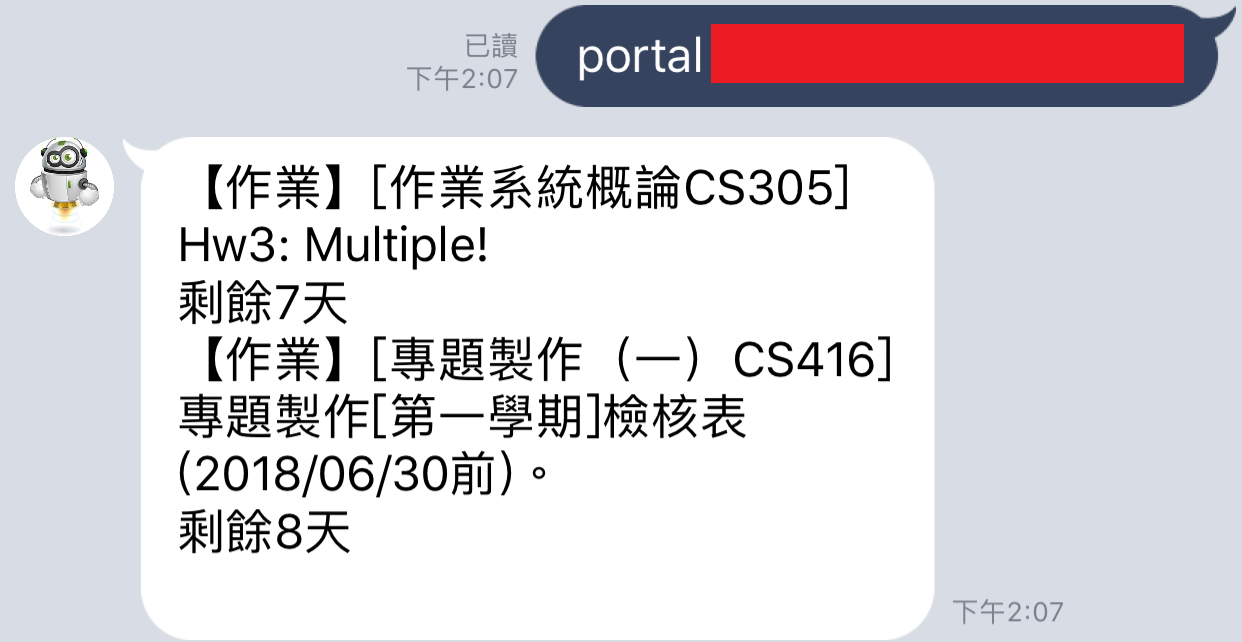 已讀
下午2:07
portal
【作業】[作業系統概論CS305]
Hw3: Multiple!
剩餘7天
【作業】[專題製作（一）CS416]
專題製作[第一學期]檢核表
(2018/06/30前)。
剩餘8天
下午2:07